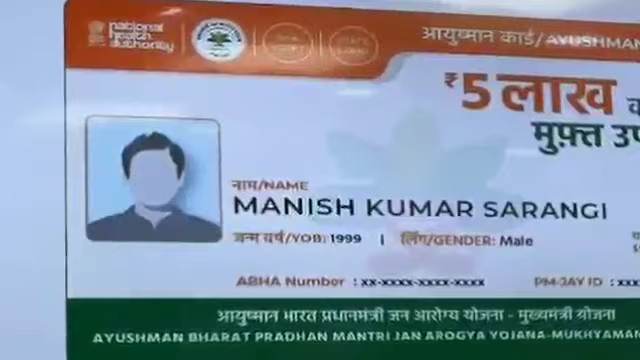 national
health
authority
आयुष्मान कार्ड/AYUSHMAN
₹5 लाख
मुफ़्त
नाम/NAME
MANISH KUMAR SARANGI
जन्म वर्ष/YOB: 1999 | लिंग/GENDER: Male
ABHA Number : xx-xxxx-xxxx-xxxx PM-JAY ID :
आयुष्मान भारत प्रधानमंत्री जन आरोग्य योजना - मुख्यमंत्री योजना
AYUSHMAN BHARAT PRADHAN MANTRI JAN AROGYA YOJANA-MUKHYAMAN